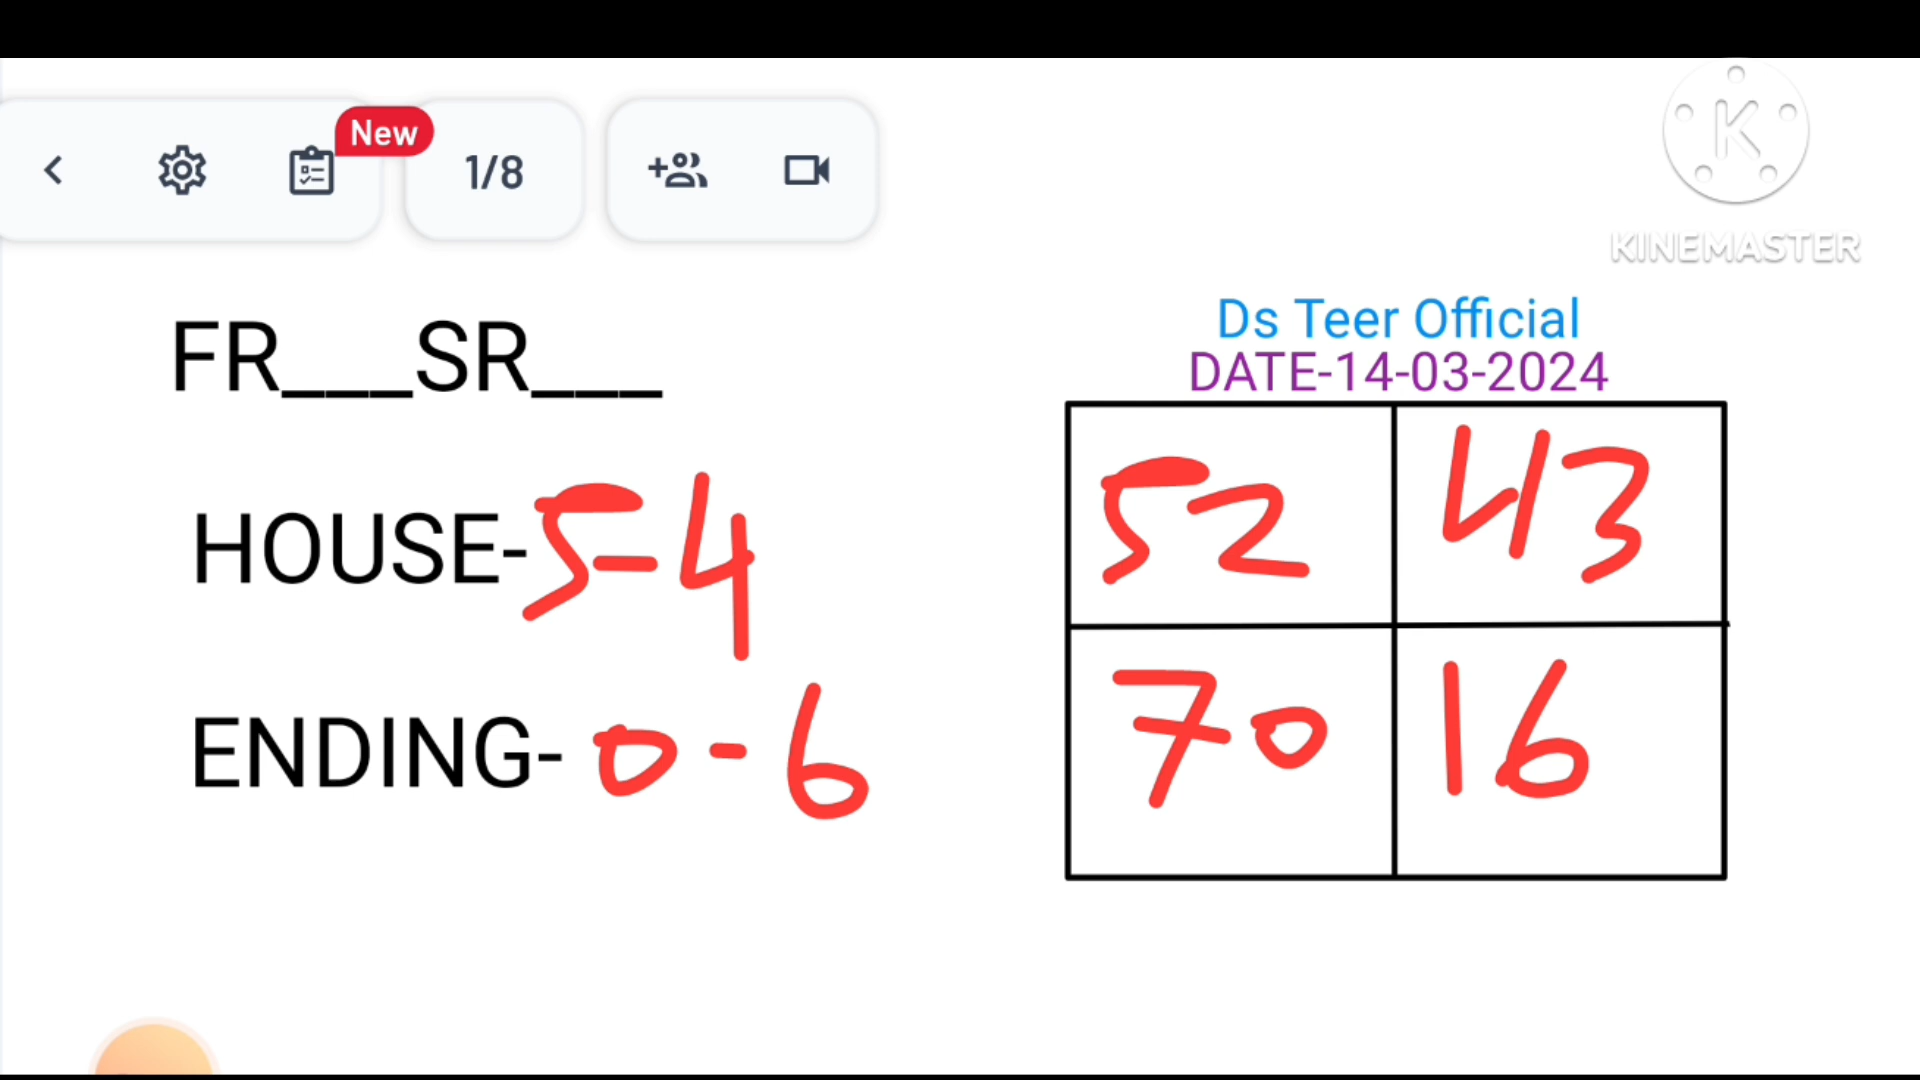 New
1/8
K
KINEMASTER
Ds Teer Official
DATE-14-03-2024
FR___SR___
HOUSE-5-4
ENDING-0-6
52 43
70 16